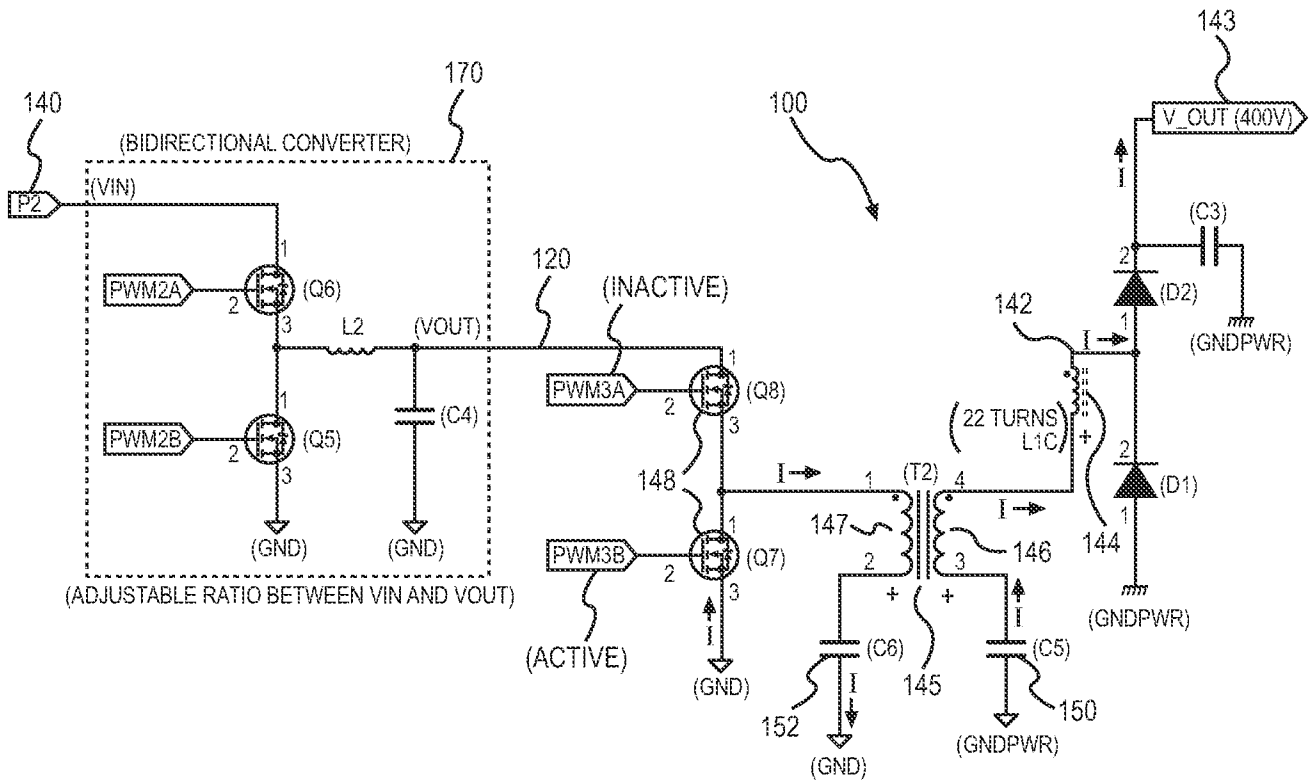 143
V_OUT (400V)
140
170
100
(BIDIRECTIONAL CONVERTER)
P2
(VIN)
I
(C3)
1
2
PWM2A
2
(Q6)
3
120
(INACTIVE)
(D2)
142
L2
(VOUT)
1
I
(GNDPWR)
1
PWM3A
2
(Q8)
3
1
(C4)
PWM2B
2
(Q5)
3
(22 TURNS
L1C)
+
2
(D1)
1
148
I
1
(T2)
4
I
147
146
144
(GND)
(GND)
1
PWM3B
2
(Q7)
3
2
3
+
+
(GNDPWR)
(ADJUSTABLE RATIO BETWEEN VIN AND VOUT)
I
I
(ACTIVE)
(GND)
(C6)
(C5)
152
I
145
150
(GND)
(GNDPWR)